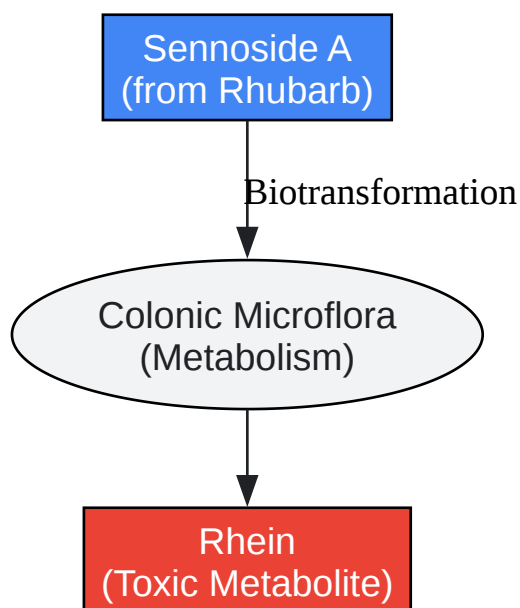 Sennoside A
(from Rhubarb)
Biotransformation
Colonic Microflora
(Metabolism)
Rhein
(Toxic Metabolite)